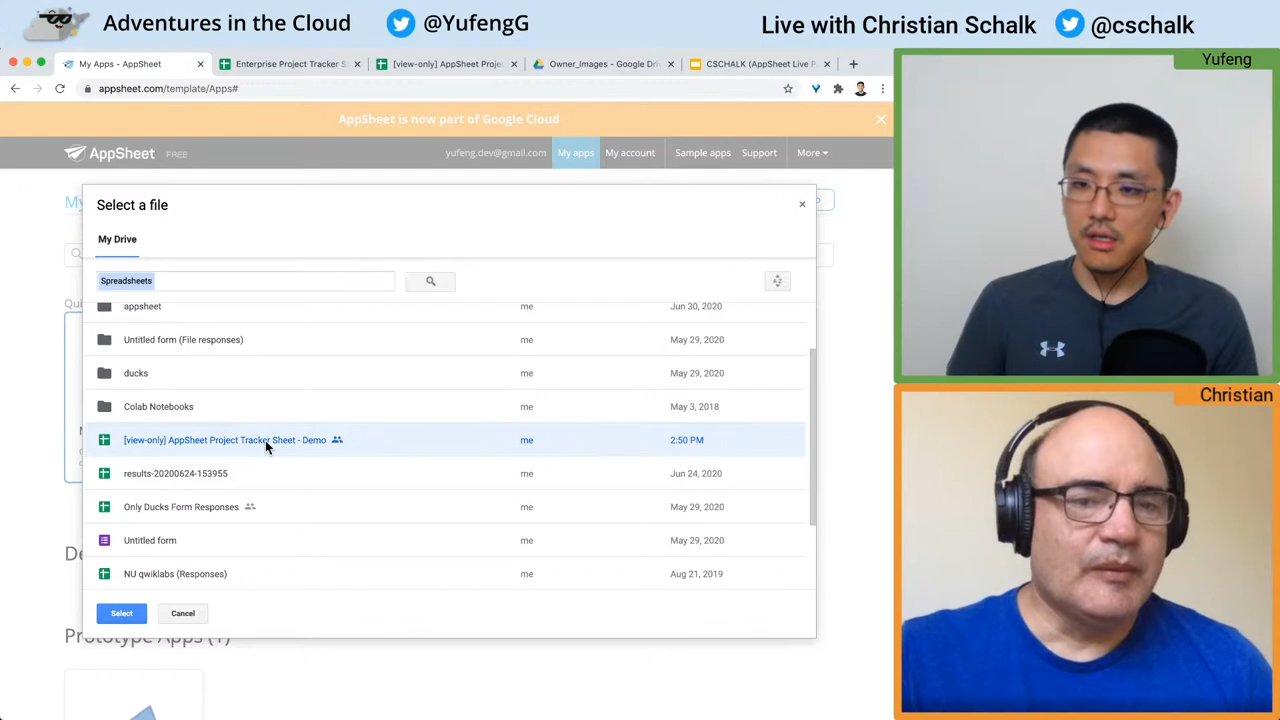 Adventures in the Cloud
@YufengG
Live with Christian Schalk
@cschalk
My Apps - AppSheet
Enterprise Project Tracker S
[view-only] AppSheet Proje
Owner_Images - Google Dri
CSCHALK (AppSheet Live P
appsheet.com/template/Apps#
AppSheet is now part of Google Cloud
AppSheet FREE
yufeng.dev@gmail.com
My apps
My account
Sample apps
Support
More
My
Select a file
My Drive
Spreadsheets
Qui
appsheet me Jun 30, 2020
Untitled form (File responses) me May 29, 2020
ducks me May 29, 2020
Colab Notebooks me May 3, 2018
[view-only] AppSheet Project Tracker Sheet - Demo me 2:50 PM
results-20200624-153955 me Jun 24, 2020
Only Ducks Form Responses me May 29, 2020
Untitled form me May 29, 2020
NU qwiklabs (Responses) me Aug 21, 2019
De
Select
Cancel
Prototype Apps (1)
Yufeng
Christian